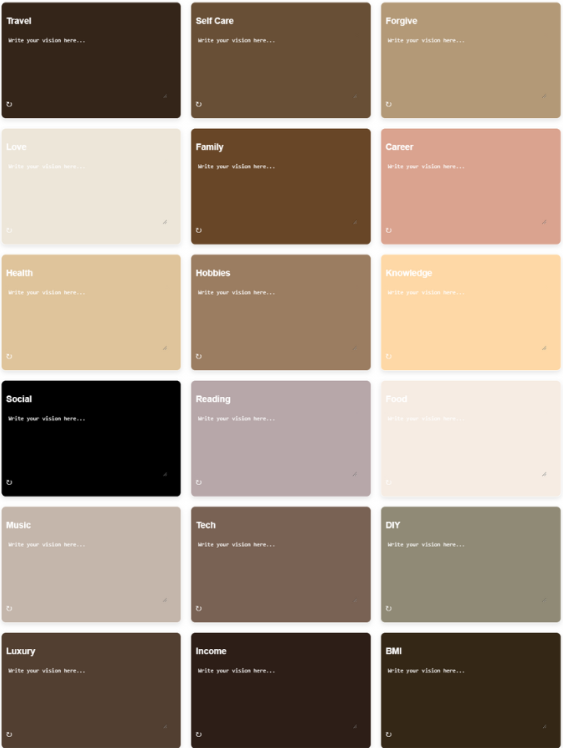 Travel
Write your vision here...
↻
Self Care
Write your vision here...
↻
Forgive
Write your vision here...
↻
Love
Write your vision here...
↻
Family
Write your vision here...
↻
Career
Write your vision here...
↻
Health
Write your vision here...
↻
Hobbies
Write your vision here...
↻
Knowledge
Write your vision here...
↻
Social
Write your vision here...
↻
Reading
Write your vision here...
↻
Food
Write your vision here...
↻
Music
Write your vision here...
↻
Tech
Write your vision here...
↻
DIY
Write your vision here...
↻
Luxury
Write your vision here...
↻
Income
Write your vision here...
↻
BMI
Write your vision here...
↻